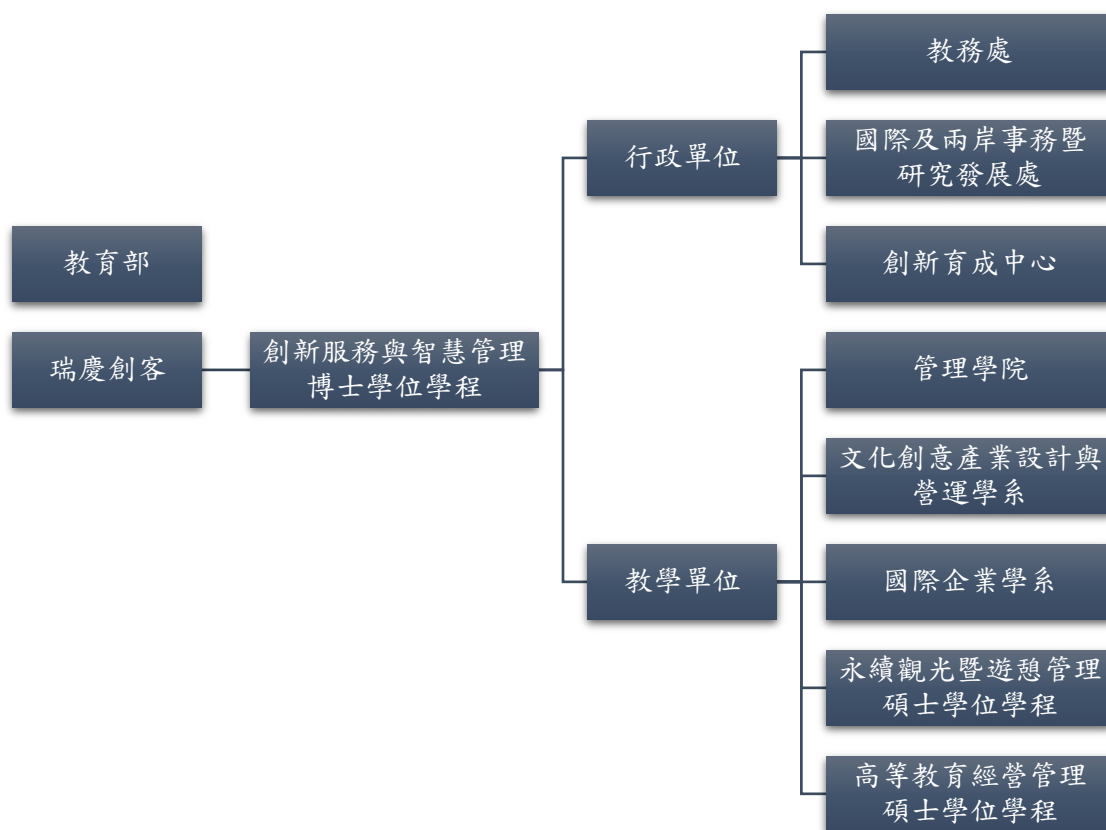 教育部
瑞慶創客
創新服務與智慧管理
博士學位學程
行政單位
教務處
國際及兩岸事務暨
研究發展處
創新育成中心
教學單位
管理學院
文化創意產業設計與
營運學系
國際企業學系
永續觀光暨遊憩管理
碩士學位學程
高等教育經營管理
碩士學位學程